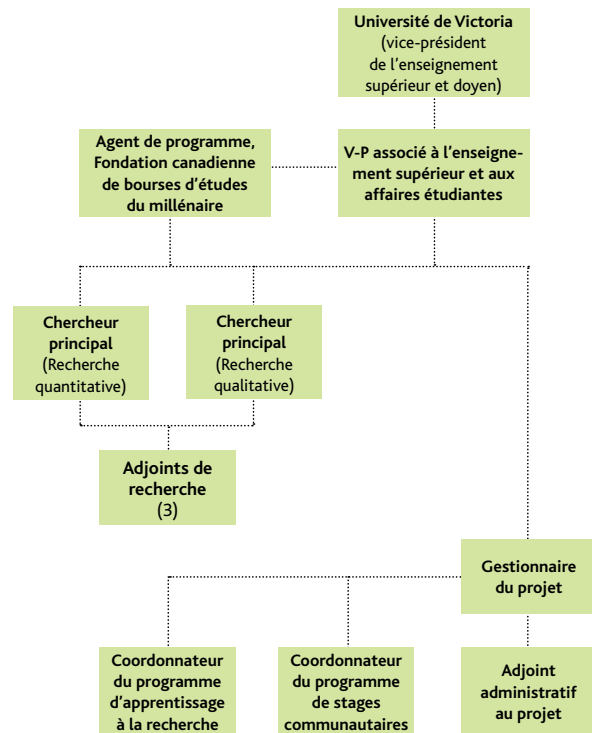 Université de Victoria
(vice-président
de l'enseignement
supérieur et doyen)
Agent de programme,
Fondation canadienne
de bourses d'études
du millénaire
V-P associé à l'enseigne-
ment supérieur et aux
affaires étudiantes
Chercheur
principal
(Recherche
quantitative)
Chercheur
principal
(Recherche
qualitative)
Adjoints de
recherche
(3)
Gestionnaire
du projet
Coordonnateur
du programme
d'apprentissage
à la recherche
Coordonnateur
du programme
de stages
communautaires
Adjoint
administratif
au projet